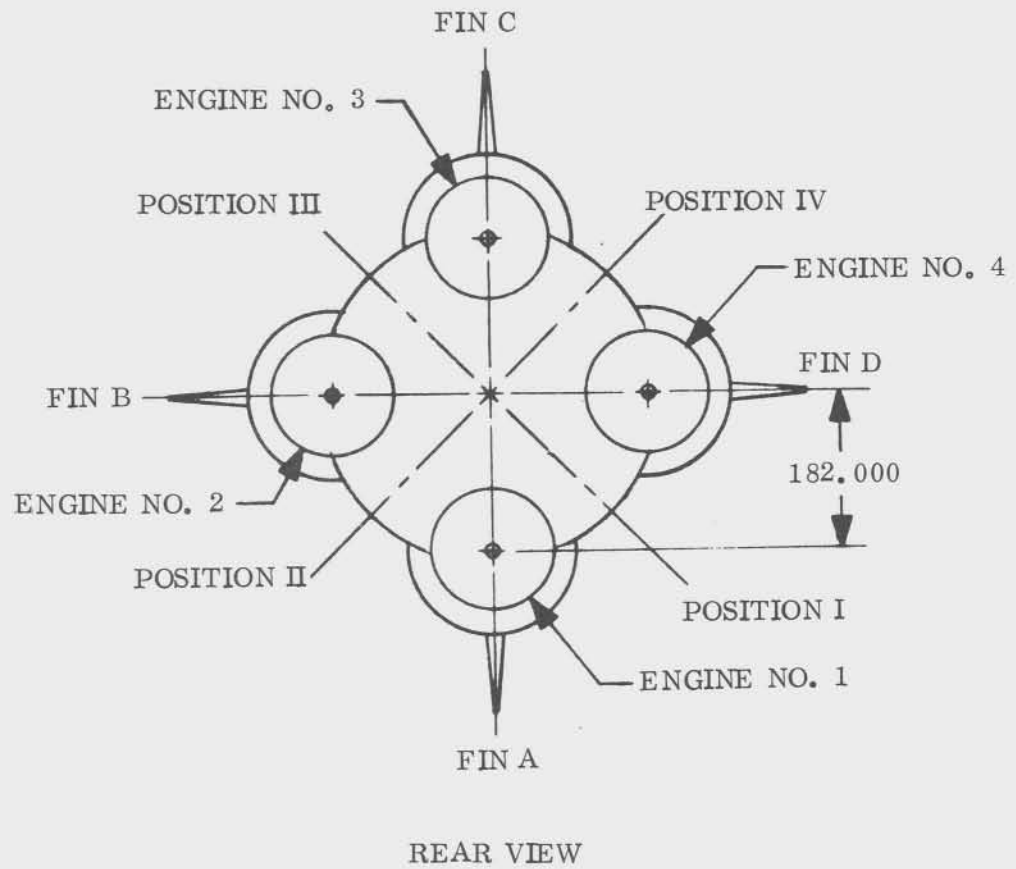 FIN C
ENGINE NO. 3
POSITION III
POSITION IV
ENGINE NO. 4
FIN B
FIN D
182.000
ENGINE NO. 2
POSITION II
POSITION I
ENGINE NO. 1
FIN A
REAR VIEW